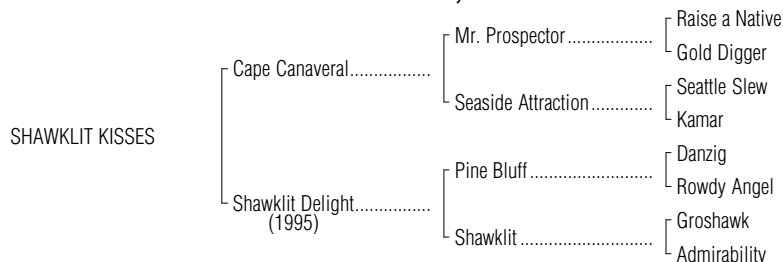 Raise a Native
Mr. Prospector ....................
Gold Digger
Cape Canaveral.................
Seattle Slew
Seaside Attraction..............
Kamar
SHAWKLIT KISSES
Danzig
Pine Bluff ............................
Rowdy Angel
Shawklit Delight................
(1995)
Groshawk
Shawklit ..............................
Admirability